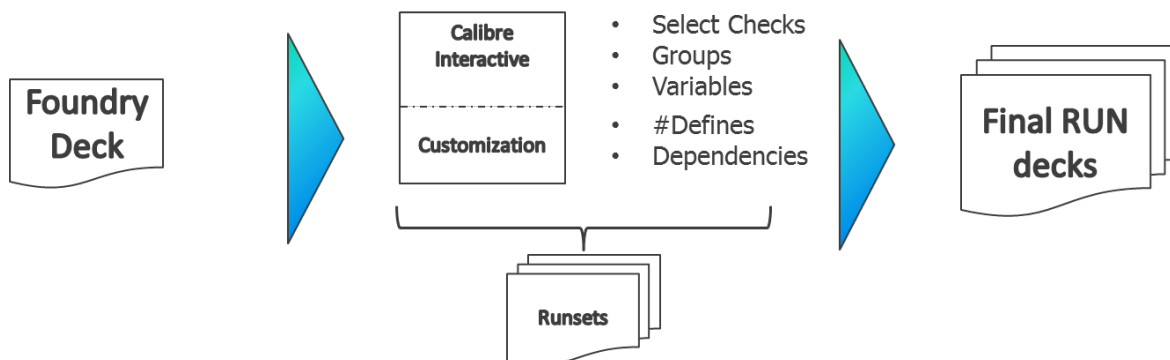 Foundry
Deck
Calibre
Interactive
Customization
• Select Checks
• Groups
• Variables
• #Defines
• Dependencies
Runsets
Final RUN
decks